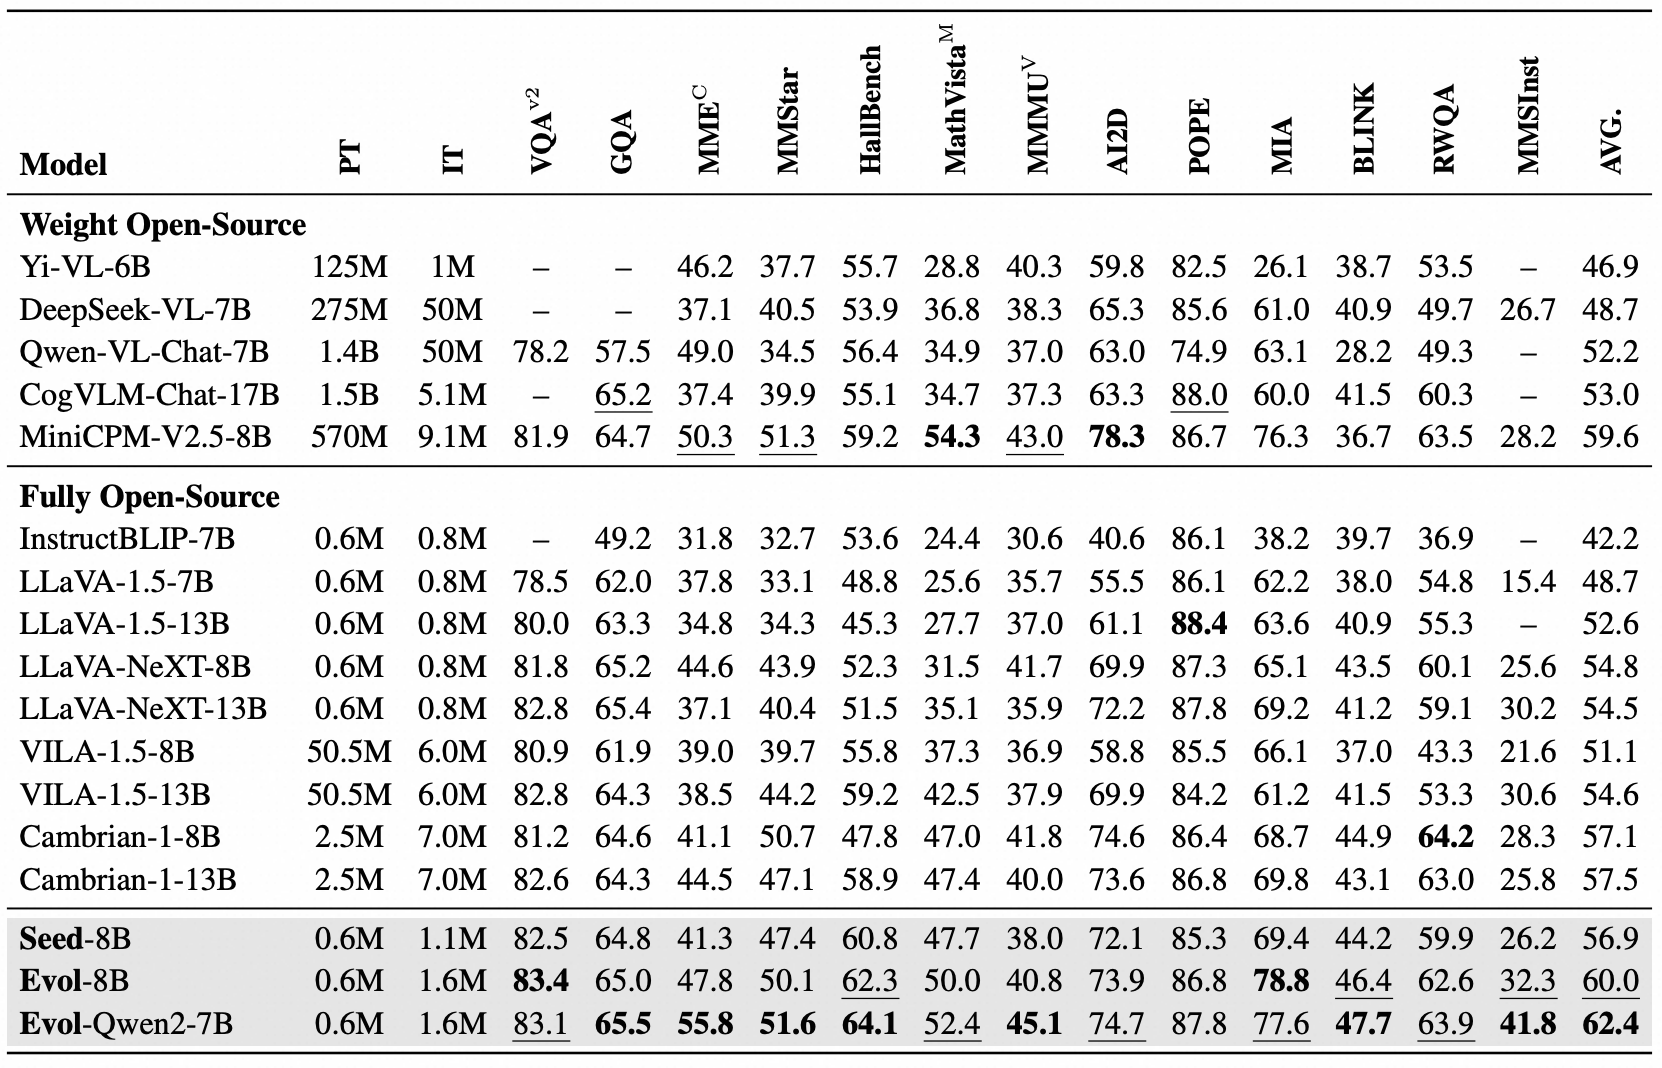 Model PT IT VQAv2 GQA MMEC MMStar HallBench MathVistaM MMMUV AI2D POPE MIA BLINK RWQA MMSInst AVG.
Weight Open-Source
Yi-VL-6B 125M 1M – – 46.2 37.7 55.7 28.8 40.3 59.8 82.5 26.1 38.7 53.5 – 46.9
DeepSeek-VL-7B 275M 50M – – 37.1 40.5 53.9 36.8 38.3 65.3 85.6 61.0 40.9 49.7 26.7 48.7
Qwen-VL-Chat-7B 1.4B 50M 78.2 57.5 49.0 34.5 56.4 34.9 37.0 63.0 74.9 63.1 28.2 49.3 – 52.2
CogVLM-Chat-17B 1.5B 5.1M – 65.2 37.4 39.9 55.1 34.7 37.3 63.3 88.0 60.0 41.5 60.3 – 53.0
MiniCPM-V2.5-8B 570M 9.1M 81.9 64.7 50.3 51.3 59.2 54.3 43.0 78.3 86.7 76.3 36.7 63.5 28.2 59.6
Fully Open-Source
InstructBLIP-7B 0.6M 0.8M – 49.2 31.8 32.7 53.6 24.4 30.6 40.6 86.1 38.2 39.7 36.9 – 42.2
LLaVA-1.5-7B 0.6M 0.8M 78.5 62.0 37.8 33.1 48.8 25.6 35.7 55.5 86.1 62.2 38.0 54.8 15.4 48.7
LLaVA-1.5-13B 0.6M 0.8M 80.0 63.3 34.8 34.3 45.3 27.7 37.0 61.1 88.4 63.6 40.9 55.3 – 52.6
LLaVA-NeXT-8B 0.6M 0.8M 81.8 65.2 44.6 43.9 52.3 31.5 41.7 69.9 87.3 65.1 43.5 60.1 25.6 54.8
LLaVA-NeXT-13B 0.6M 0.8M 82.8 65.4 37.1 40.4 51.5 35.1 35.9 72.2 87.8 69.2 41.2 59.1 30.2 54.5
VILA-1.5-8B 50.5M 6.0M 80.9 61.9 39.0 39.7 55.8 37.3 36.9 58.8 85.5 66.1 37.0 43.3 21.6 51.1
VILA-1.5-13B 50.5M 6.0M 82.8 64.3 38.5 44.2 59.2 42.5 37.9 69.9 84.2 61.2 41.5 53.3 30.6 54.6
Cambrian-1-8B 2.5M 7.0M 81.2 64.6 41.1 50.7 47.8 47.0 41.8 74.6 86.4 68.7 44.9 64.2 28.3 57.1
Cambrian-1-13B 2.5M 7.0M 82.6 64.3 44.5 47.1 58.9 47.4 40.0 73.6 86.8 69.8 43.1 63.0 25.8 57.5
Seed-8B 0.6M 1.1M 82.5 64.8 41.3 47.4 60.8 47.7 38.0 72.1 85.3 69.4 44.2 59.9 26.2 56.9
Evol-8B 0.6M 1.6M 83.4 65.0 47.8 50.1 62.3 50.0 40.8 73.9 86.8 78.8 46.4 62.6 32.3 60.0
Evol-Qwen2-7B 0.6M 1.6M 83.1 65.5 55.8 51.6 64.1 52.4 45.1 74.7 87.8 77.6 47.7 63.9 41.8 62.4